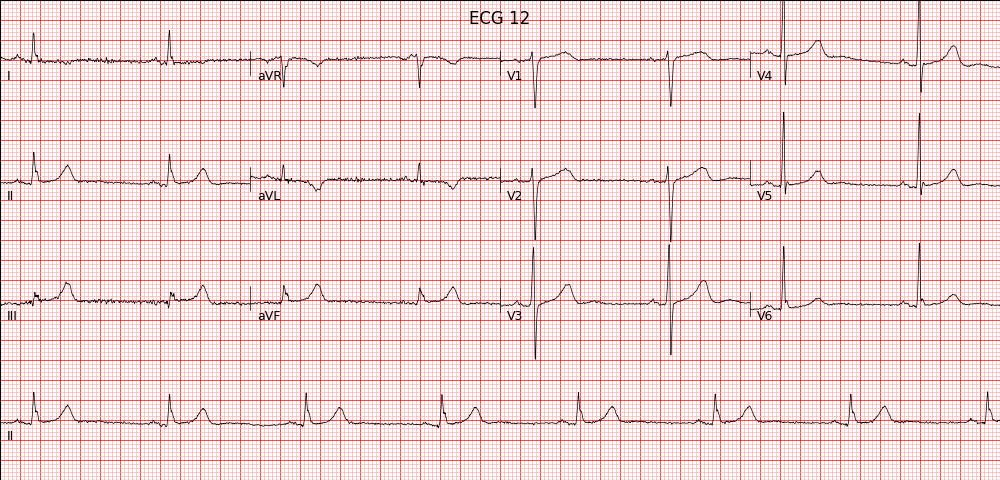 ECG 12
I aVR V1 V4
II aVL V2 V5
III aVF V3 V6
II